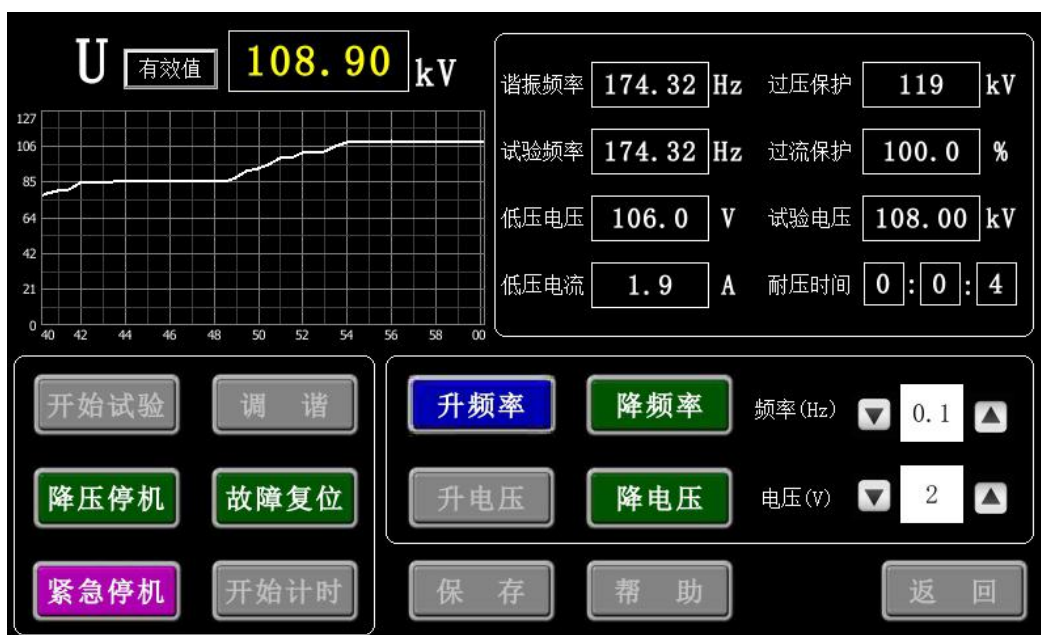 U 有效值 108.90 kV
谐振频率 174.32 Hz 过压保护 119 kV
试验频率 174.32 Hz 过流保护 100.0 %
低压电压 106.0 V 试验电压 108.00 kV
低压电流 1.9 A 耐压时间 0 : 0 : 4
127
106
85
64
42
21
0
40 42 44 46 48 50 52 54 56 58 00
开始试验 调 谐
降压停机 故障复位
紧急停机 开始计时
升频率 降频率 频率(Hz) 0.1
升电压 降电压 电压(V) 2
保 存 帮 助 返 回